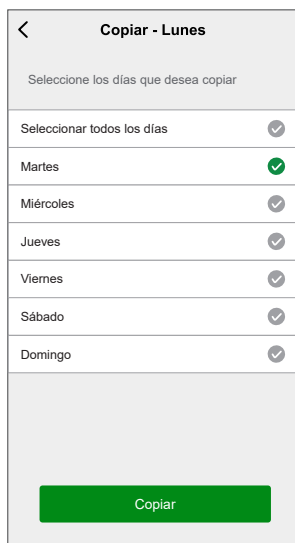 Copiar - Lunes
Seleccione los días que desea copiar
Seleccionar todos los días
Martes
Miércoles
Jueves
Viernes
Sábado
Domingo
Copiar